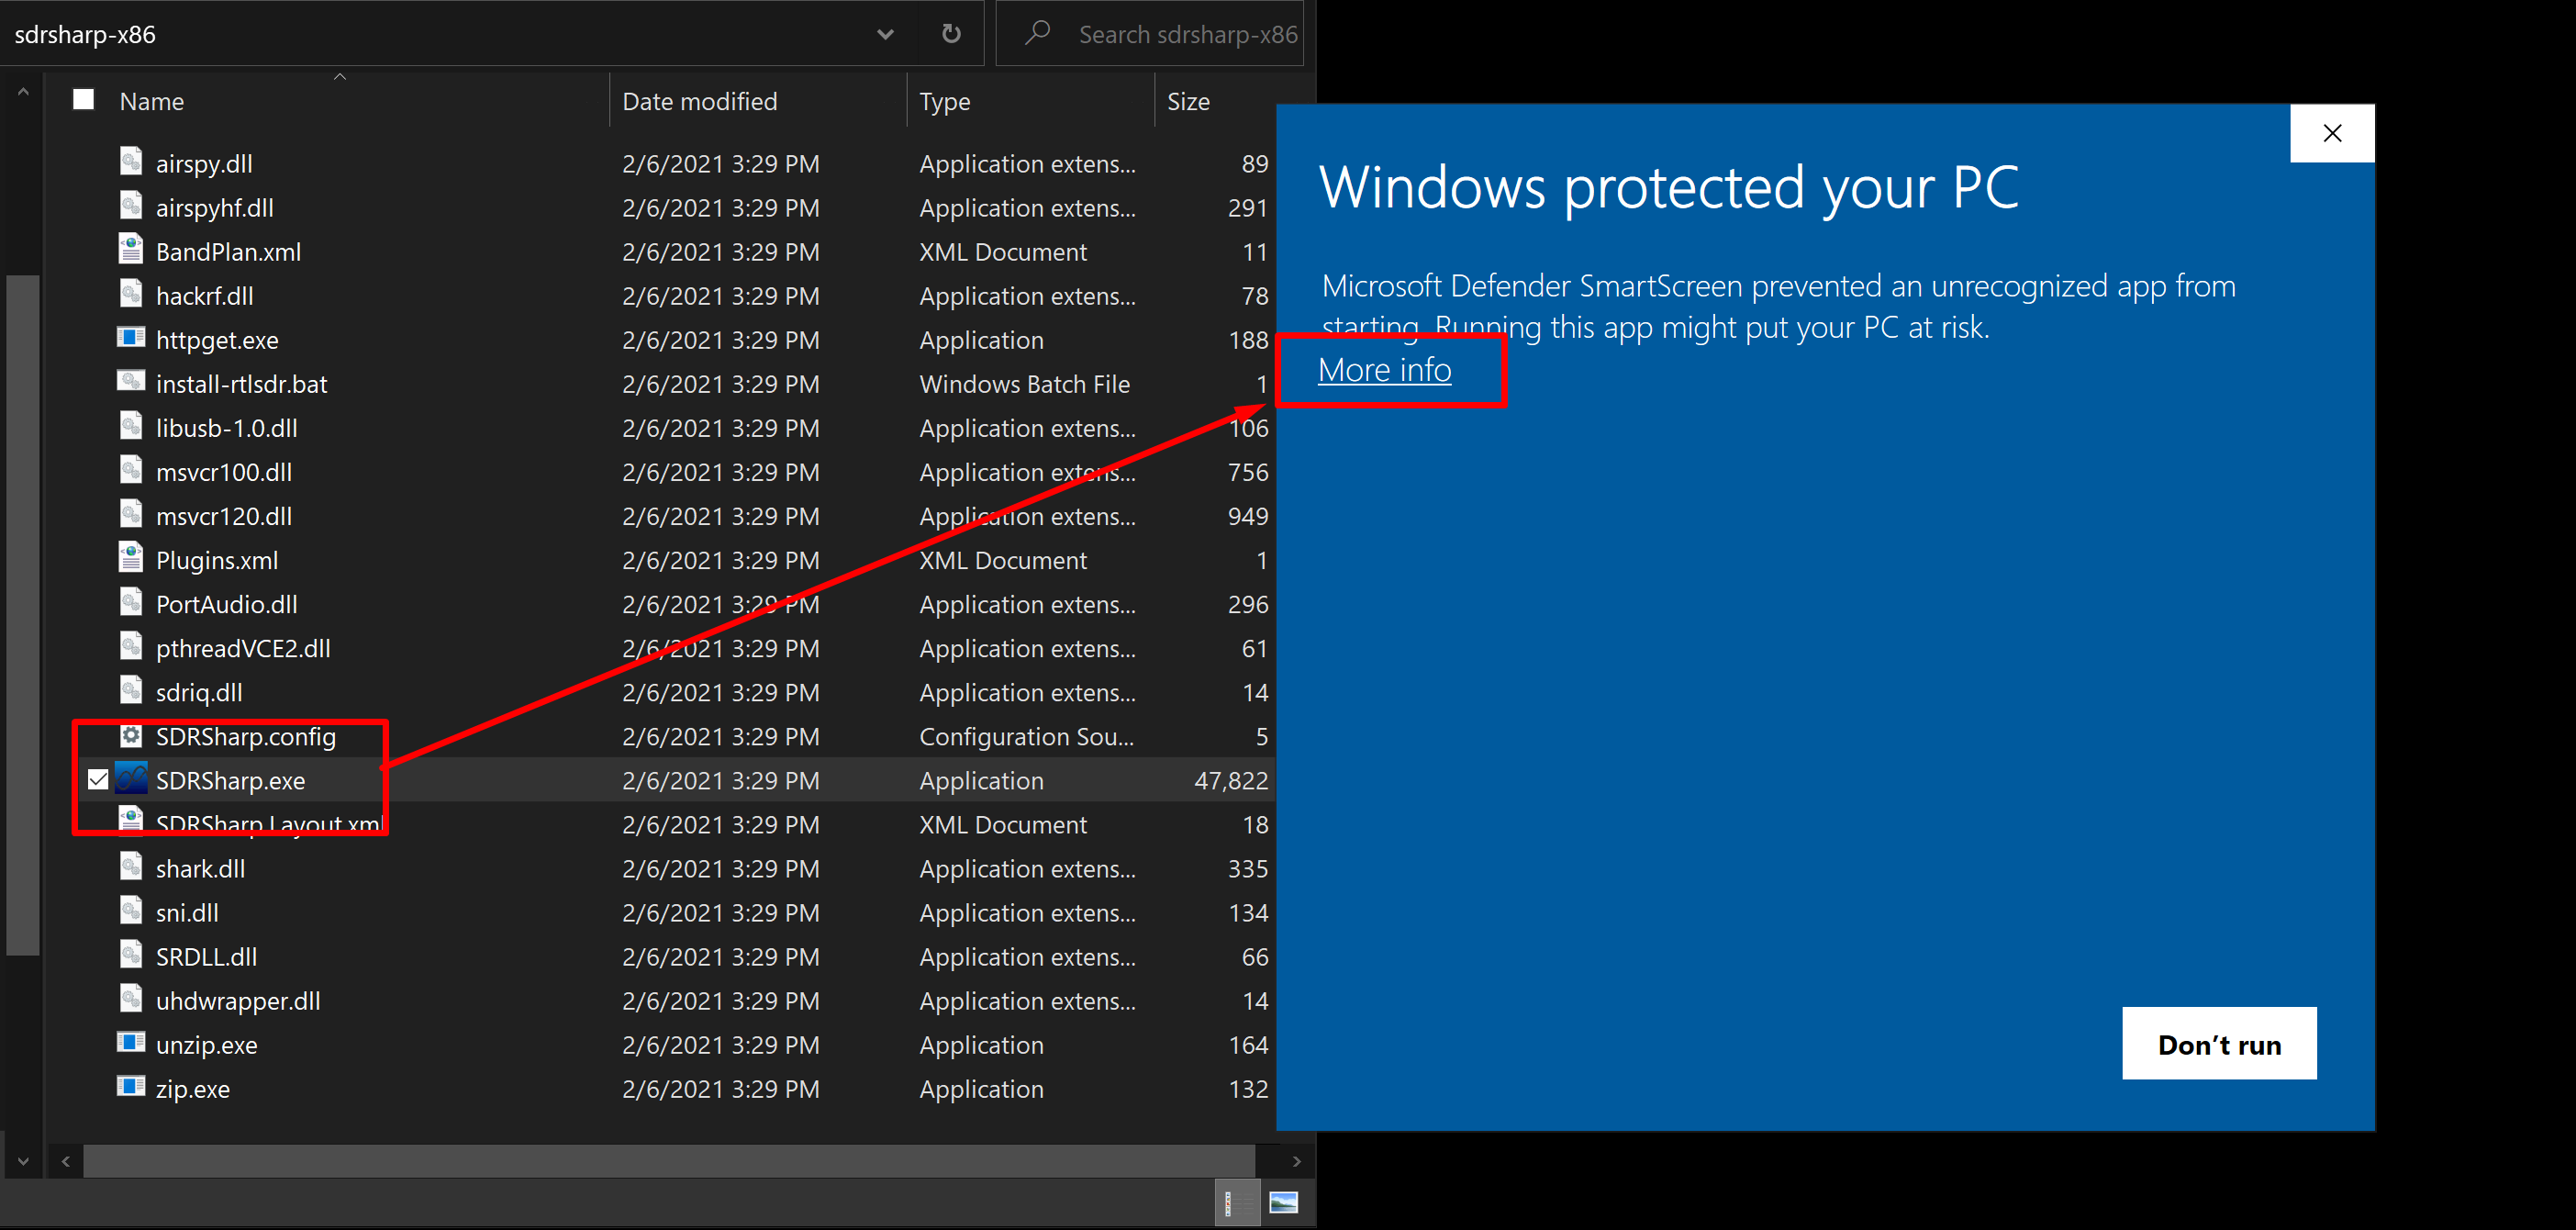 sdrsharp-x86
Search sdrsharp-x86
Name Date modified Type Size
airspy.dll 2/6/2021 3:29 PM Application extens... 89
airspyhf.dll 2/6/2021 3:29 PM Application extens... 291
BandPlan.xml 2/6/2021 3:29 PM XML Document 11
hackrf.dll 2/6/2021 3:29 PM Application extens... 78
httpget.exe 2/6/2021 3:29 PM Application 188
install-rtlsdr.bat 2/6/2021 3:29 PM Windows Batch File 1
libusb-1.0.dll 2/6/2021 3:29 PM Application extens... 106
msvcr100.dll 2/6/2021 3:29 PM Application extens... 756
msvcr120.dll 2/6/2021 3:29 PM Application extens... 949
Plugins.xml 2/6/2021 3:29 PM XML Document 1
PortAudio.dll 2/6/2021 3:29 PM Application extens... 296
pthreadVCE2.dll 2/6/2021 3:29 PM Application extens... 61
sdriq.dll 2/6/2021 3:29 PM Application extens... 14
SDRSharp.config 2/6/2021 3:29 PM Configuration Sou... 5
SDRSharp.exe 2/6/2021 3:29 PM Application 47,822
SDRSharp.Layout.xml 2/6/2021 3:29 PM XML Document 18
shark.dll 2/6/2021 3:29 PM Application extens... 335
sni.dll 2/6/2021 3:29 PM Application extens... 134
SRDLL.dll 2/6/2021 3:29 PM Application extens... 66
uhdwrapper.dll 2/6/2021 3:29 PM Application extens... 14
unzip.exe 2/6/2021 3:29 PM Application 164
zip.exe 2/6/2021 3:29 PM Application 132
Windows protected your PC
Microsoft Defender SmartScreen prevented an unrecognized app from
starting. Running this app might put your PC at risk.
More info
Don’t run